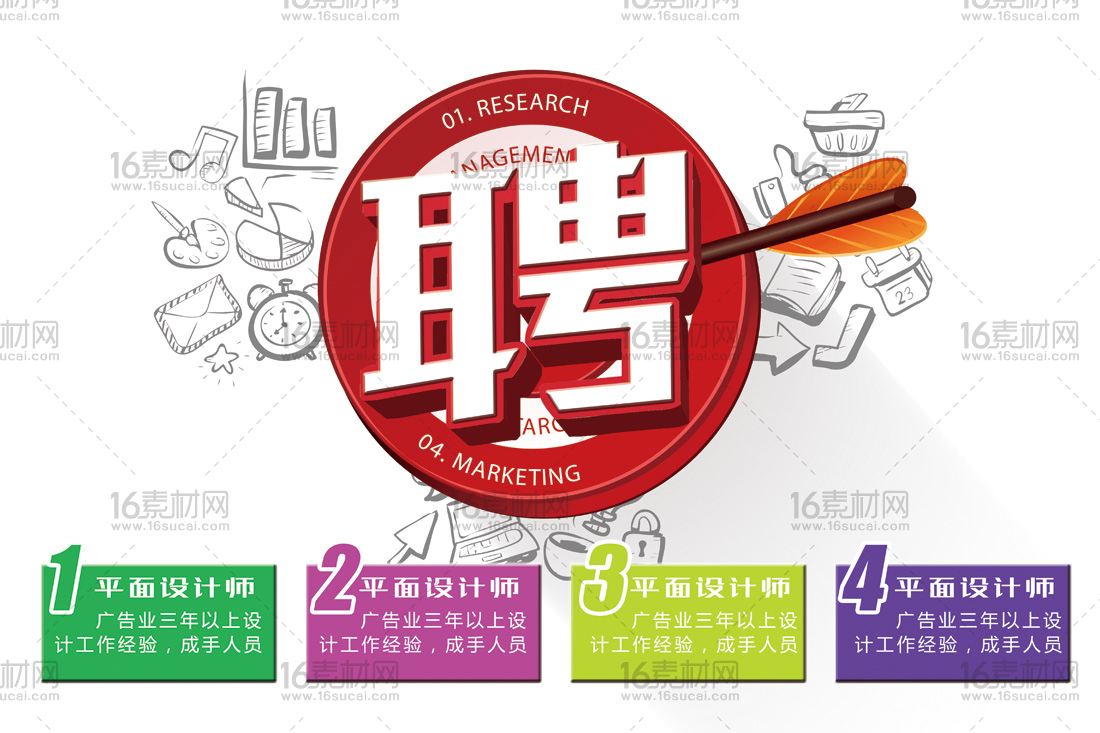 01. RESEARCH
ANAGEMEN
聘
TARG
04. MARKETING
23
1 平面设计师
广告业三年以上设
计工作经验，成手人员
2 平面设计师
广告业三年以上设
计工作经验，成手人员
3 平面设计师
广告业三年以上设
计工作经验，成手人员
4 平面设计师
广告业三年以上设
计工作经验，成手人员
16素材网
www.16sucai.com